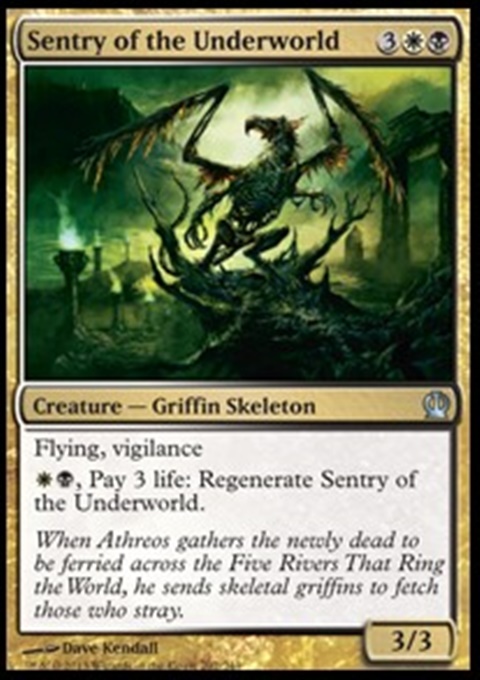 Sentry of the Underworld 3
Creature — Griffin Skeleton
Flying, vigilance
, Pay 3 life: Regenerate Sentry of
the Underworld.
When Athreos gathers the newly dead to
be ferried across the Five Rivers That Ring
the World, he sends skeletal griffins to fetch
those who stray.
Dave Kendall
3/3